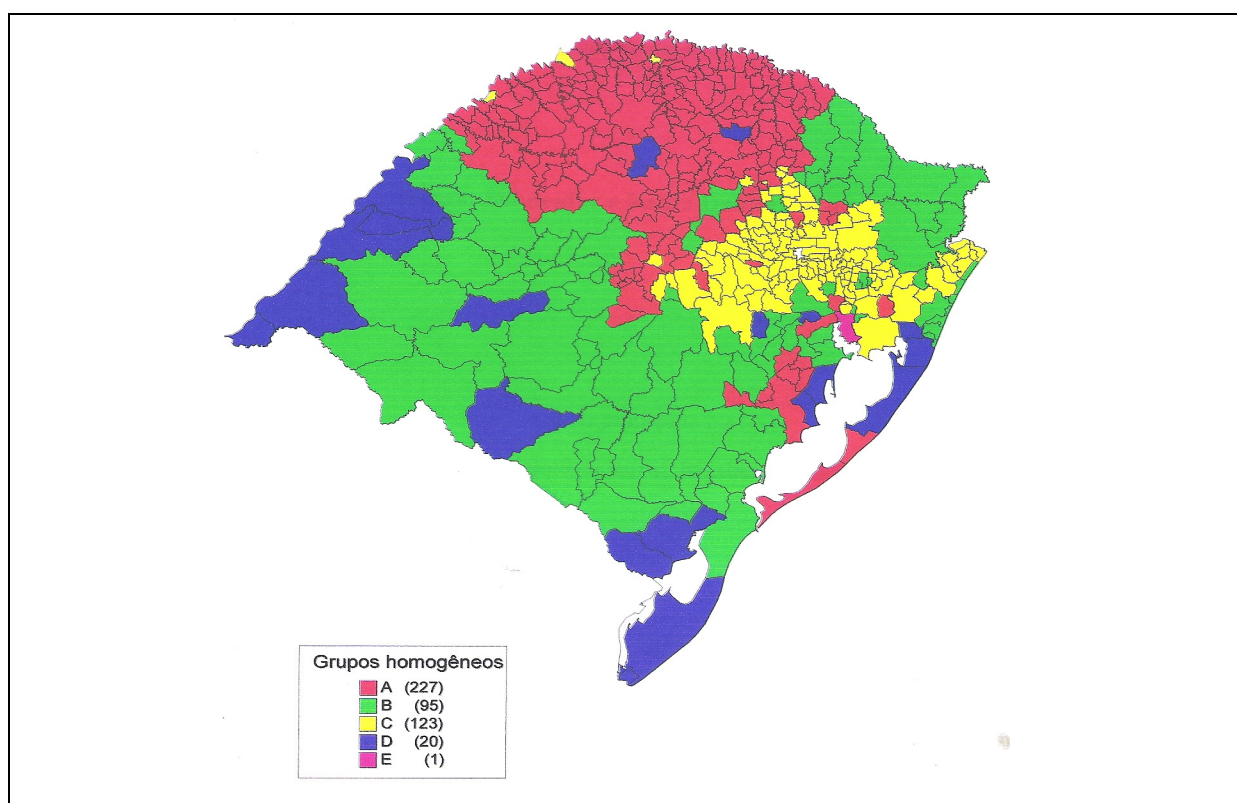 Grupos homogêneos
A (227)
B (95)
C (123)
D (20)
E (1)